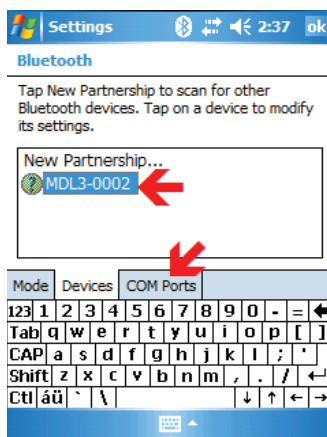 Settings 2:37 ok
Bluetooth
Tap New Partnership to scan for other
Bluetooth devices. Tap on a device to modify
its settings.
New Partnership...
MDL3-0002
Mode Devices COM Ports
123 1 2 3 4 5 6 7 8 9 0 - =
Tab q w e r t y u i o p [ ]
CAP a s d f g h j k l ; '
Shift z x c v b n m , . /
Ctl áü ` \ ↓ ↑ ← →